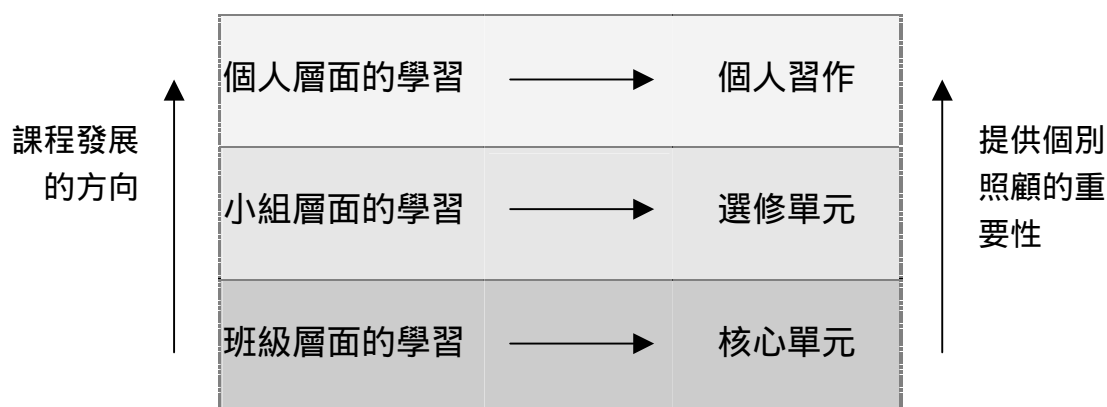 個人層面的學習
個人習作
課程發展
的方向
小組層面的學習
選修單元
提供個別
照顧的重
要性
班級層面的學習
核心單元